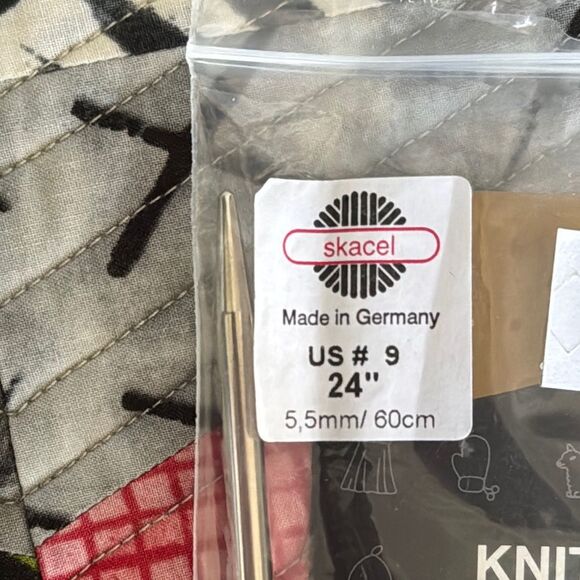 skacel
Made in Germany
US # 9
24"
5,5mm/ 60cm
KNIT